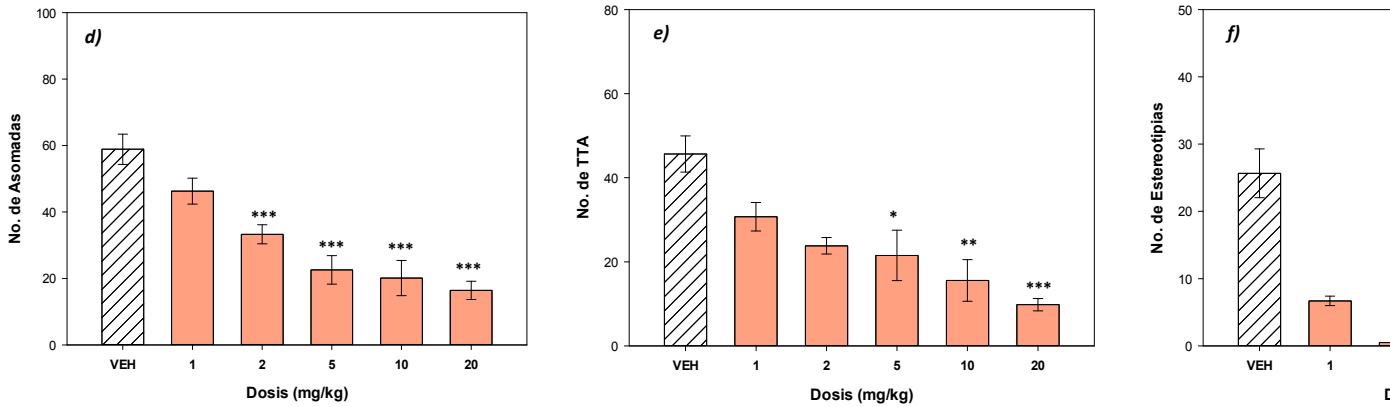 d)
No. de Asomadas
100
80
60
40
20
0
***
***
***
***
VEH 1 2 5 10 20
Dosis (mg/kg)
e)
No. de TTA
80
60
40
20
0
*
**
***
VEH 1 2 5 10 20
Dosis (mg/kg)
f)
No. de Estereotipias
50
40
30
20
10
0
VEH 1
D